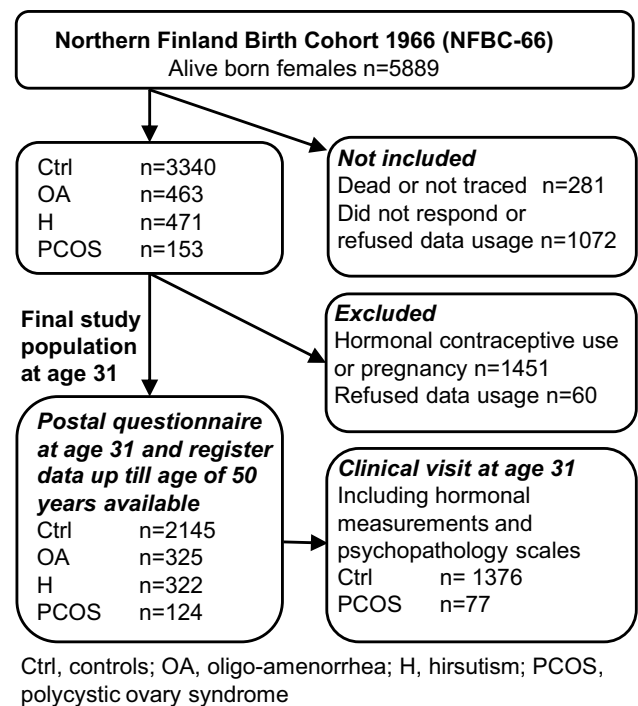 Northern Finland Birth Cohort 1966 (NFBC-66)
Alive born females n=5889
Ctrl n=3340
OA n=463
H n=471
PCOS n=153
Not included
Dead or not traced n=281
Did not respond or
refused data usage n=1072
Final study
population
at age 31
Excluded
Hormonal contraceptive use
or pregnancy n=1451
Refused data usage n=60
Postal questionnaire
at age 31 and register
data up till age of 50
years available
Ctrl n=2145
OA n=325
H n=322
PCOS n=124
Clinical visit at age 31
Including hormonal
measurements and
psychopathology scales
Ctrl n= 1376
PCOS n=77
Ctrl, controls; OA, oligo-amenorrhea; H, hirsutism; PCOS,
polycystic ovary syndrome